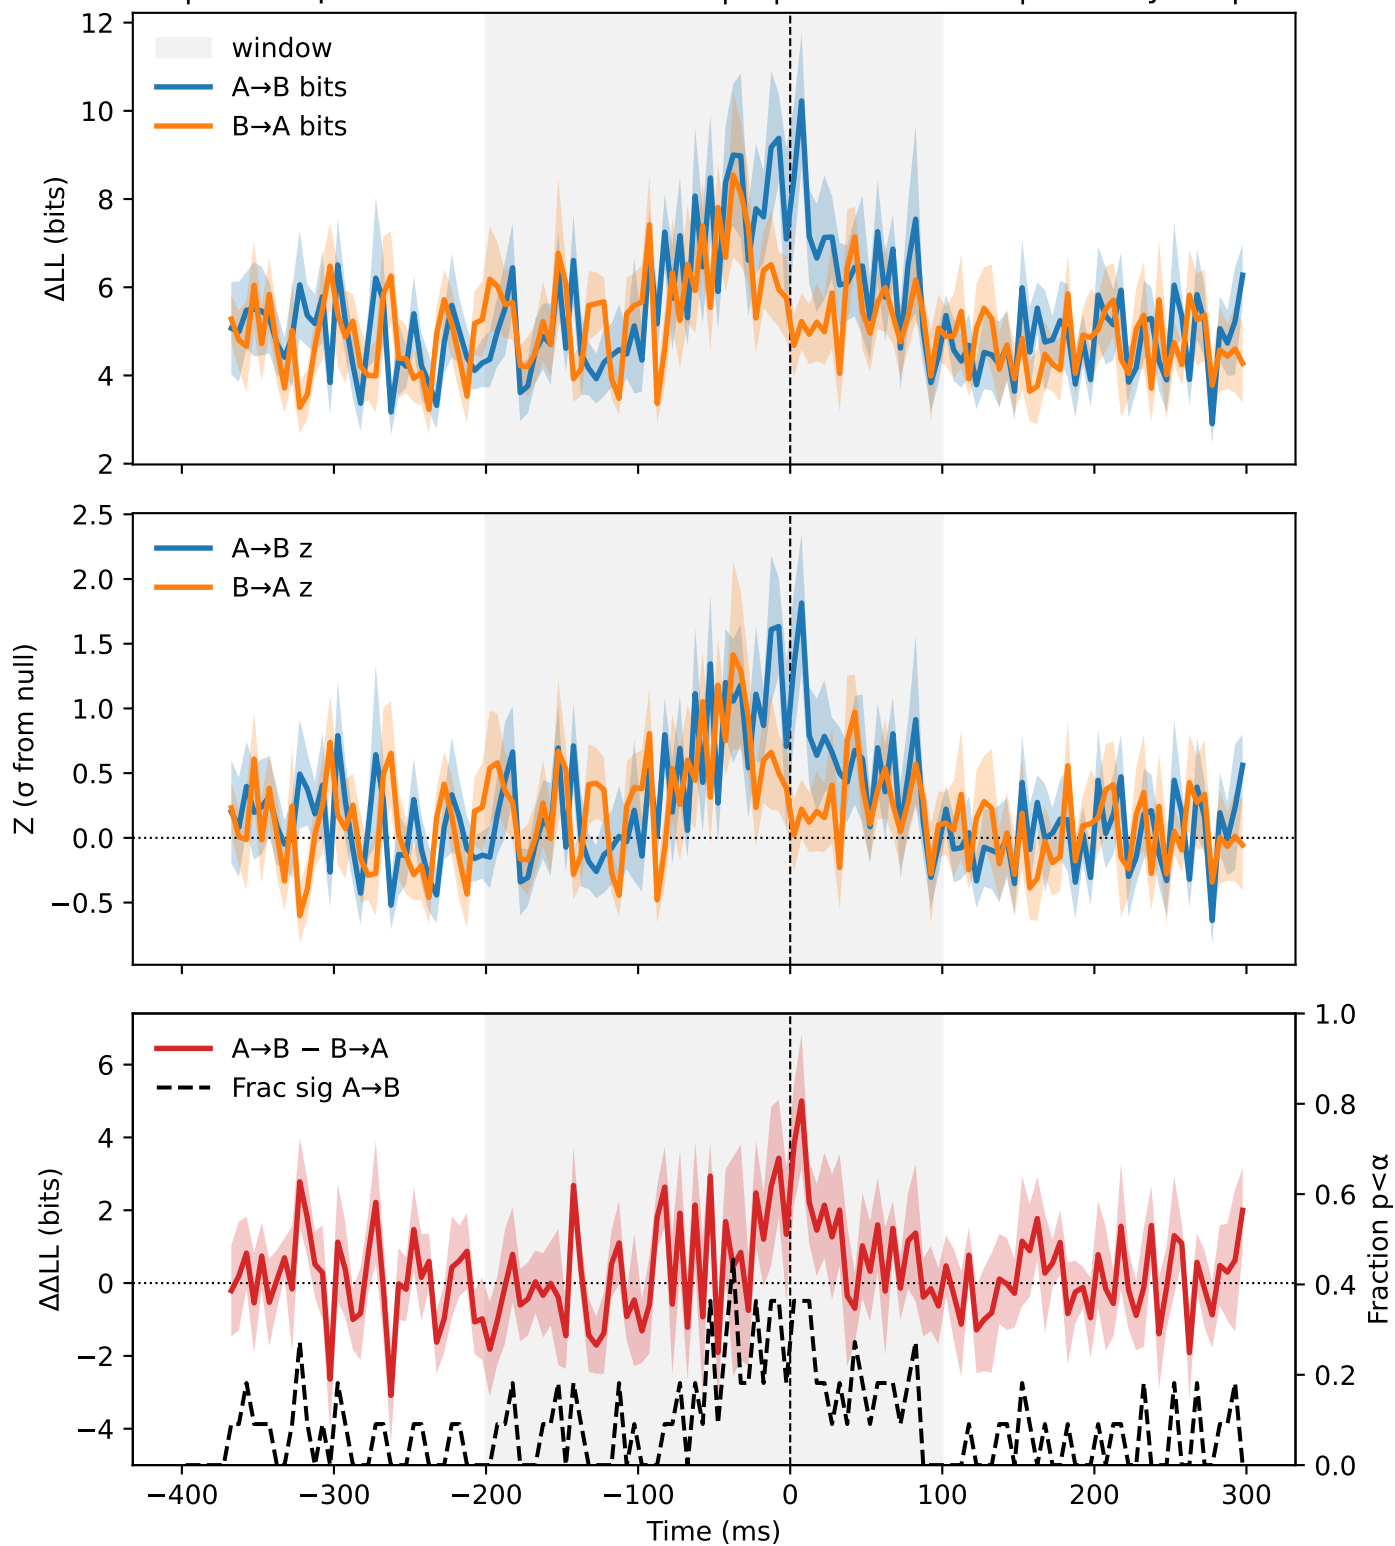 12
10
8
6
4
2
ΔLL (bits)
window
A→B bits
B→A bits
2.5
2.0
1.5
1.0
0.5
0.0
−0.5
Z (σ from null)
A→B z
B→A z
6
4
2
0
−2
−4
ΔΔLL (bits)
A→B − B→A
Frac sig A→B
1.0
0.8
0.6
0.4
0.2
0.0
Fraction p<α
−400 −300 −200 −100 0 100 200 300
Time (ms)